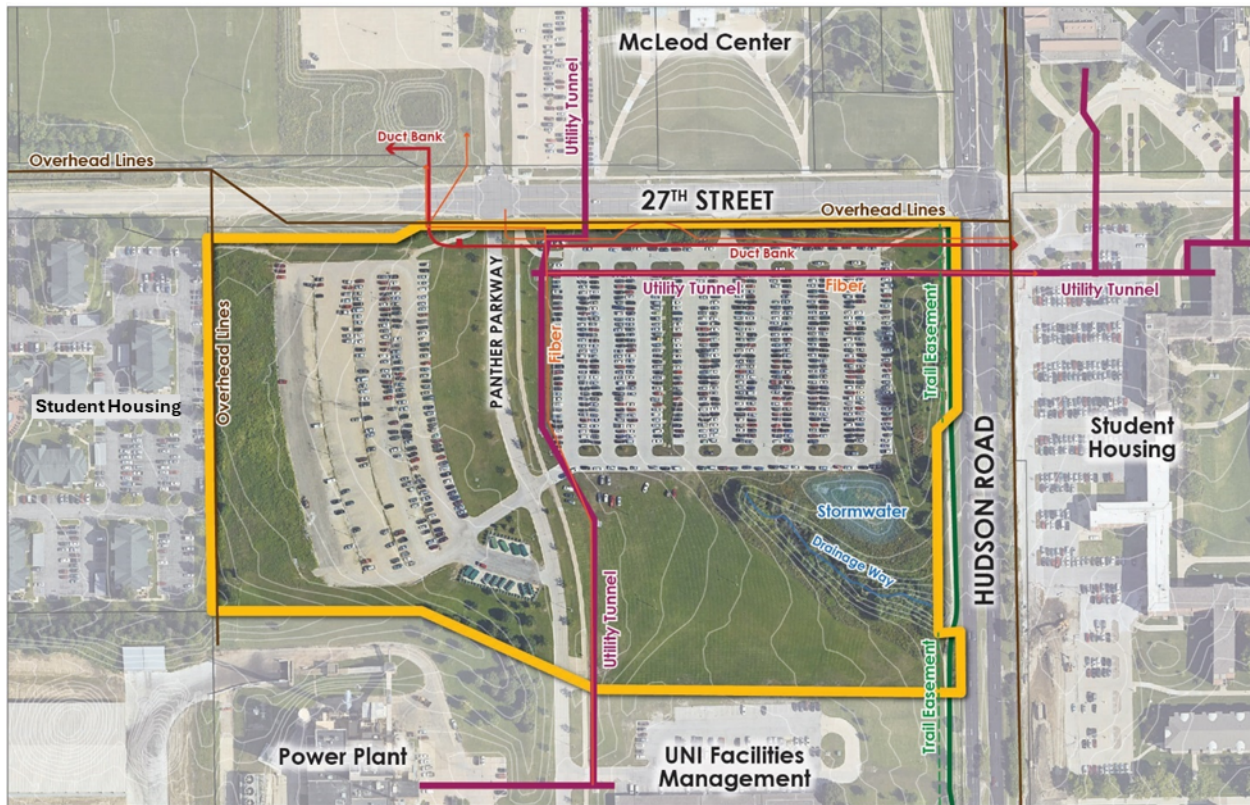 McLeod Center
Utility Tunnel
Duct Bank
Overhead Lines
27TH STREET
Overhead Lines
Duct Bank
Utility Tunnel
Fiber
Utility Tunnel
PANTHER PARKWAY
Fiber
Trail Easement
Overhead Lines
Student Housing
Student
Housing
HUDSON ROAD
Stormwater
Drainage Way
Utility Tunnel
Trail Easement
Power Plant
UNI Facilities
Management